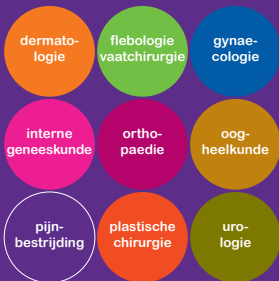 dermato-
logie
flebologie
vaatchirurgie
gynae-
cologie
interne
geneeskunde
ortho-
paedie
oog-
heelkunde
pijn-
bestrijding
plastische
chirurgie
uro-
logie